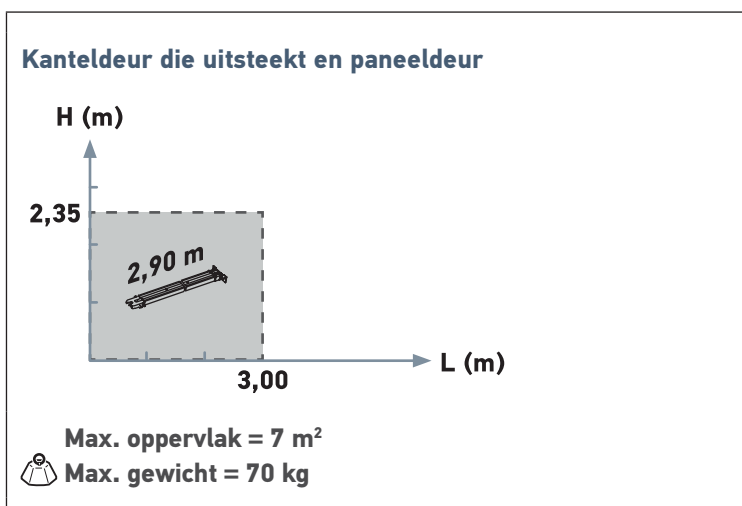 Kanteldeur die uitsteekt en paneeldeur
H (m)
2,35
2,90 m
L (m)
3,00
Max. oppervlak = 7 m²
Max. gewicht = 70 kg